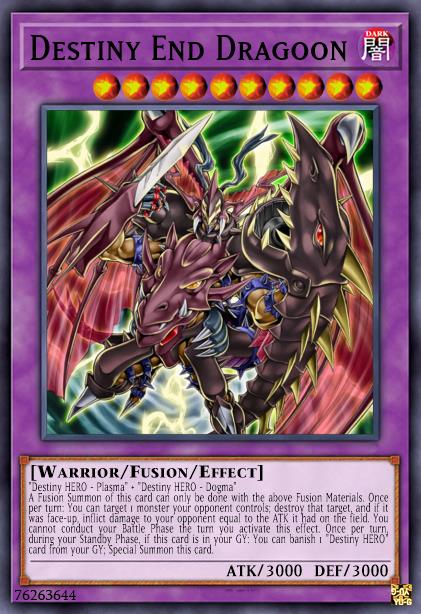 DESTINY END DRAGOON
DARK
闇
[WARRIOR/FUSION/EFFECT]
"Destiny HERO - Plasma" + "Destiny HERO - Dogma"
A Fusion Summon of this card can only be done with the above Fusion Materials. Once
per turn: You can target 1 monster your opponent controls; destroy that target, and if it
was face-up, inflict damage to your opponent equal to the ATK it had on the field. You
cannot conduct your Battle Phase the turn you activate this effect. Once per turn,
during your Standby Phase, if this card is in your GY: You can banish 1 "Destiny HERO"
card from your GY; Special Summon this card.
ATK/3000 DEF/3000
76263644